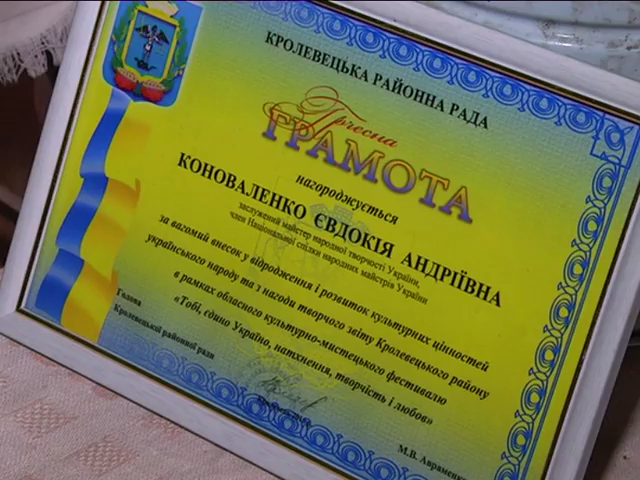 КРОЛЕВЕЦЬКА РАЙОННА РАДА
Почесна
ГРАМОТА
нагороджується
КОНОВАЛЕНКО ЄВДОКІЯ АНДРІЇВНА
заслужений майстер народної творчості України,
член Національної спілки народних майстрів України
за вагомий внесок у відродження і розвиток культурних цінностей
українського народу та з нагоди творчого звіту Кролевецького району
в рамках обласного культурно-мистецького фестивалю
«Тобі, єдино Україно, натхнення, творчість і любов»
Голова
Кролевецької районної ради
М.В. Авраменко